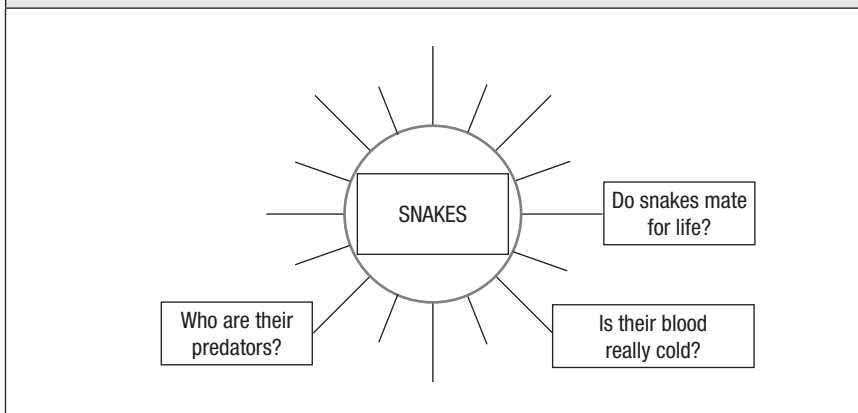 SNAKES
Do snakes mate
for life?
Who are their
predators?
Is their blood
really cold?